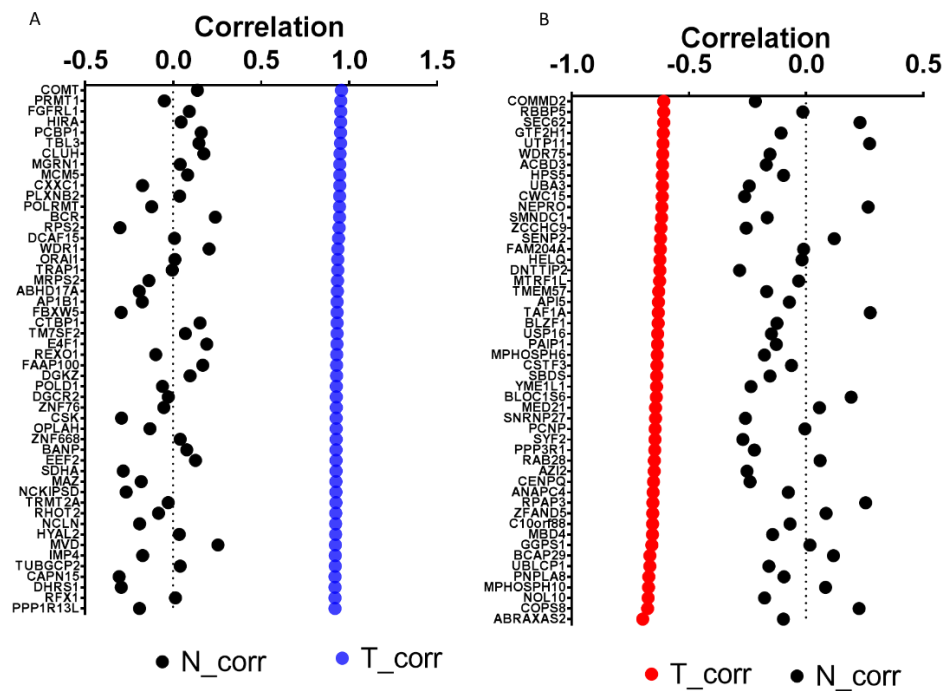 A
Correlation
-0.5 0.0 0.5 1.0 1.5
COMT
PRMT1
FGFRL1
HIRA
PCBP1
TBL3
CLUH
MGRN1
MCM5
CXXC1
PLXNB2
POLRMT
BCR
RPS2
DCAF15
WDR1
ORAI1
TRAP1
MRPS2
ABHD17A
AP1B1
FBXW5
CTBP1
TM7SF2
E4F1
REXO1
FAAP100
DGKZ
POLD1
DGCR2
ZNF76
CSK
OPLAH
ZNF668
BANP
EEF2
SDHA
MAZ
NCKIPSD
TRMT2A
RHOT2
NCLN
HYAL2
MVD
IMP4
TUBGCP2
CAPN15
DHRS1
RFX1
PPP1R13L
N_corr T_corr
B
Correlation
-1.0 -0.5 0.0 0.5
COMMD2
RBBP5
SEC62
GTF2H1
UTP11
WDR75
ACBD3
HPS5
UBA3
CWC15
NEPRO
SMNDC1
ZCCHC9
SENP2
FAM204A
HELQ
DNTTIP2
MTRF1L
TMEM57
API5
TAF1A
BLZF1
USP16
PAIP1
MPHOSPH6
CSTF3
SBDS
YME1L1
BLOC1S6
MED21
SNRNP27
PCNP
SYF2
PPP3R1
RAB28
AZI2
CENPQ
ANAPC4
RPAP3
ZFAND5
C10orf88
MBD4
GGPS1
BCAP29
UBLCP1
PNPLA8
MPHOSPH10
NOL10
COPS8
ABRAXAS2
T_corr N_corr